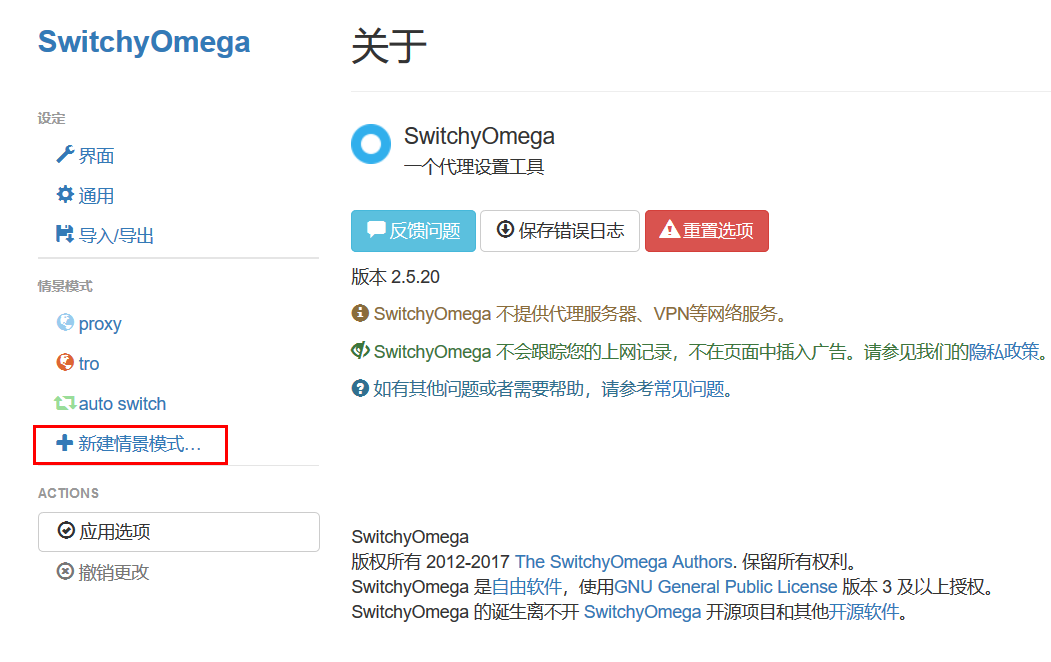 SwitchyOmega
设定
界面
通用
导入/导出
情景模式
proxy
tro
auto switch
新建情景模式…
ACTIONS
应用选项
撤销更改
关于
SwitchyOmega
一个代理设置工具
反馈问题 保存错误日志 重置选项
版本 2.5.20
SwitchyOmega 不提供代理服务器、VPN等网络服务。
SwitchyOmega 不会跟踪您的上网记录，不在页面中插入广告。请参见我们的隐私政策。
如有其他问题或者需要帮助，请参考常见问题。
SwitchyOmega
版权所有 2012-2017 The SwitchyOmega Authors. 保留所有权利。
SwitchyOmega 是自由软件，使用GNU General Public License 版本 3 及以上授权。
SwitchyOmega 的诞生离不开 SwitchyOmega 开源项目和其他开源软件。